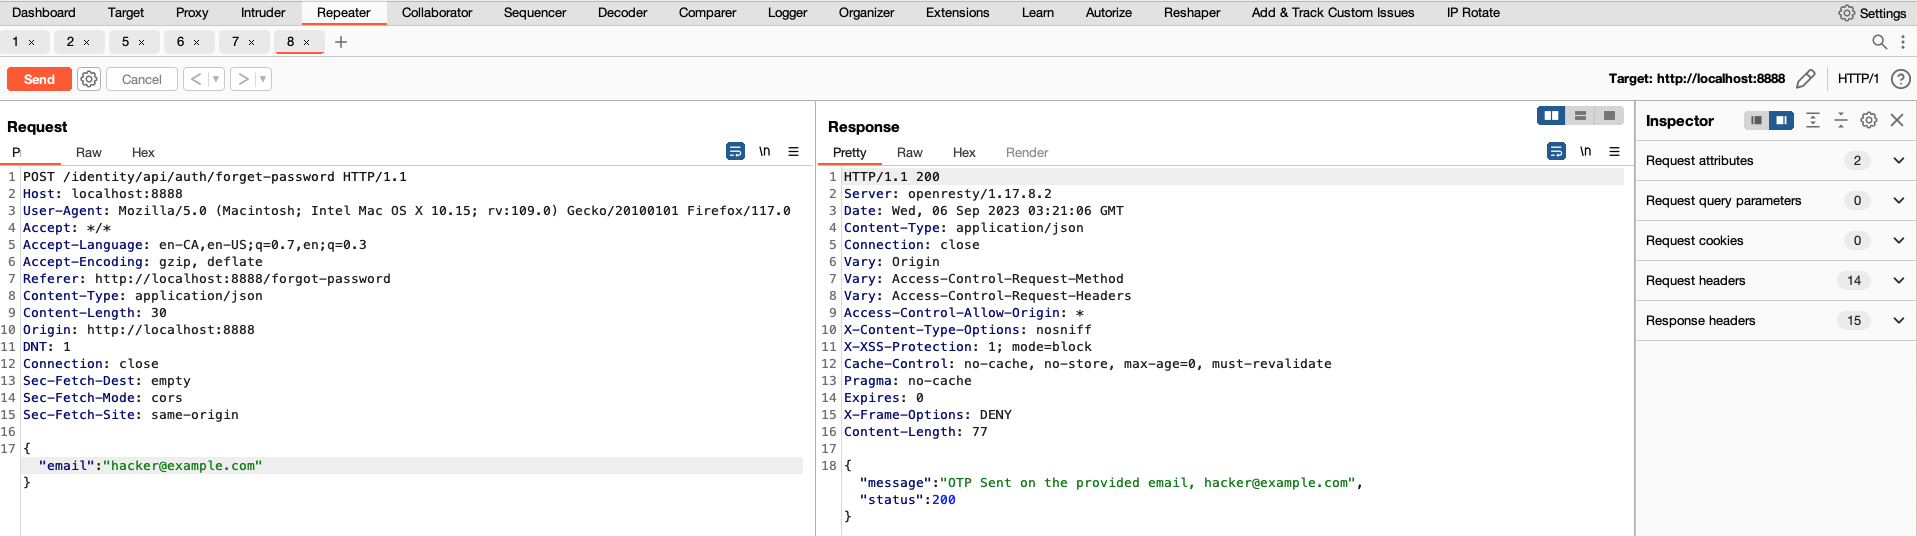 Dashboard Target Proxy Intruder Repeater Collaborator Sequencer Decoder Comparer Logger Organizer Extensions Learn Autorize Reshaper Add & Track Custom Issues IP Rotate Settings
1 × 2 × 5 × 6 × 7 × 8 × +
Send Cancel < ▼ > ▼ Target: http://localhost:8888 HTTP/1 ?
Request
P Raw Hex \n
1 POST /identity/api/auth/forget-password HTTP/1.1
2 Host: localhost:8888
3 User-Agent: Mozilla/5.0 (Macintosh; Intel Mac OS X 10.15; rv:109.0) Gecko/20100101 Firefox/117.0
4 Accept: */*
5 Accept-Language: en-CA,en-US;q=0.7,en;q=0.3
6 Accept-Encoding: gzip, deflate
7 Referer: http://localhost:8888/forgot-password
8 Content-Type: application/json
9 Content-Length: 30
10 Origin: http://localhost:8888
11 DNT: 1
12 Connection: close
13 Sec-Fetch-Dest: empty
14 Sec-Fetch-Mode: cors
15 Sec-Fetch-Site: same-origin
16
17 {
"email":"hacker@example.com"
}
Response
Pretty Raw Hex Render \n
1 HTTP/1.1 200
2 Server: openresty/1.17.8.2
3 Date: Wed, 06 Sep 2023 03:21:06 GMT
4 Content-Type: application/json
5 Connection: close
6 Vary: Origin
7 Vary: Access-Control-Request-Method
8 Vary: Access-Control-Request-Headers
9 Access-Control-Allow-Origin: *
10 X-Content-Type-Options: nosniff
11 X-XSS-Protection: 1; mode=block
12 Cache-Control: no-cache, no-store, max-age=0, must-revalidate
13 Pragma: no-cache
14 Expires: 0
15 X-Frame-Options: DENY
16 Content-Length: 77
17
18 {
"message":"OTP Sent on the provided email, hacker@example.com",
"status":200
}
Inspector
Request attributes 2
Request query parameters 0
Request cookies 0
Request headers 14
Response headers 15